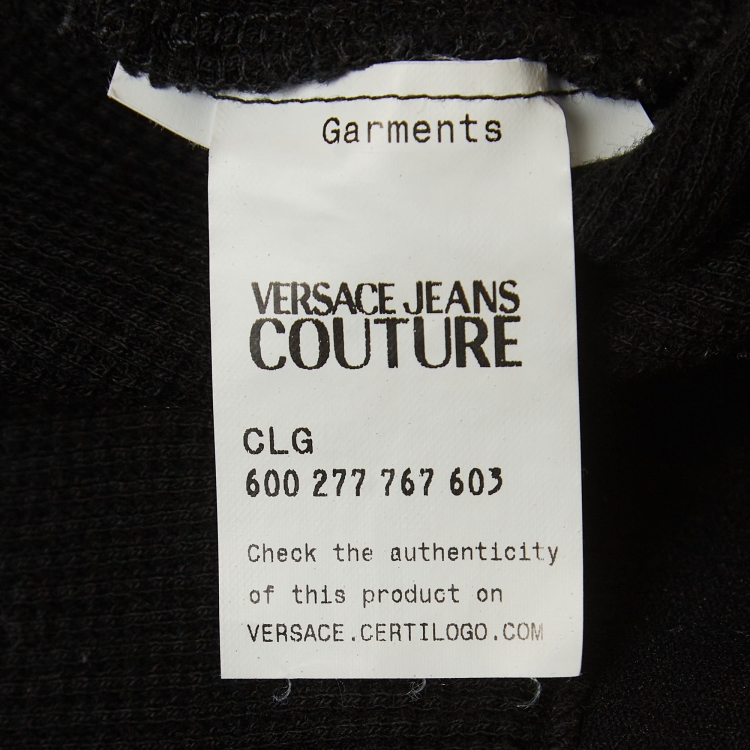 Garments
VERSACE JEANS
COUTURE
CLG
600 277 767 603
Check the authenticity
of this product on
VERSACE.CERTILOGO.COM